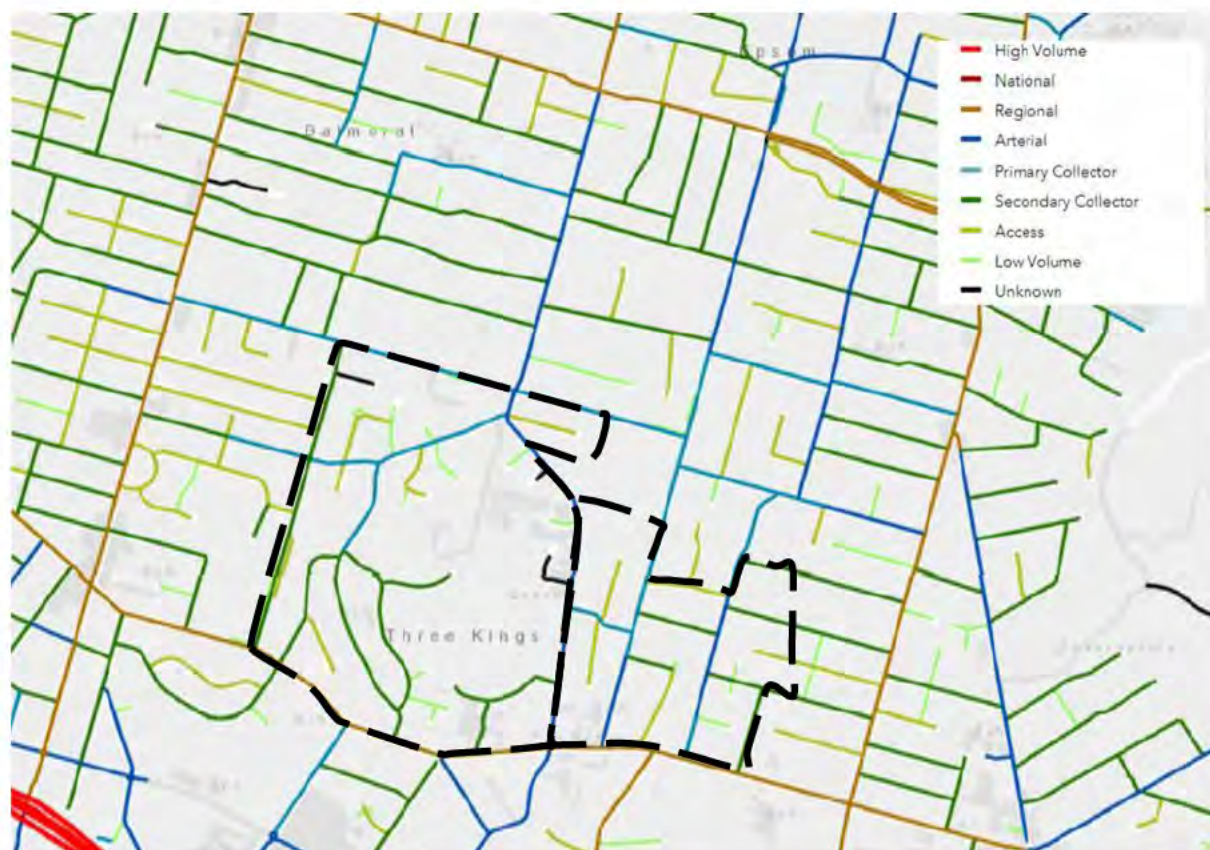 Epsom
High Volume
National
Regional
Arterial
Primary Collector
Secondary Collector
Access
Low Volume
Unknown
Balmoral
Three Kings